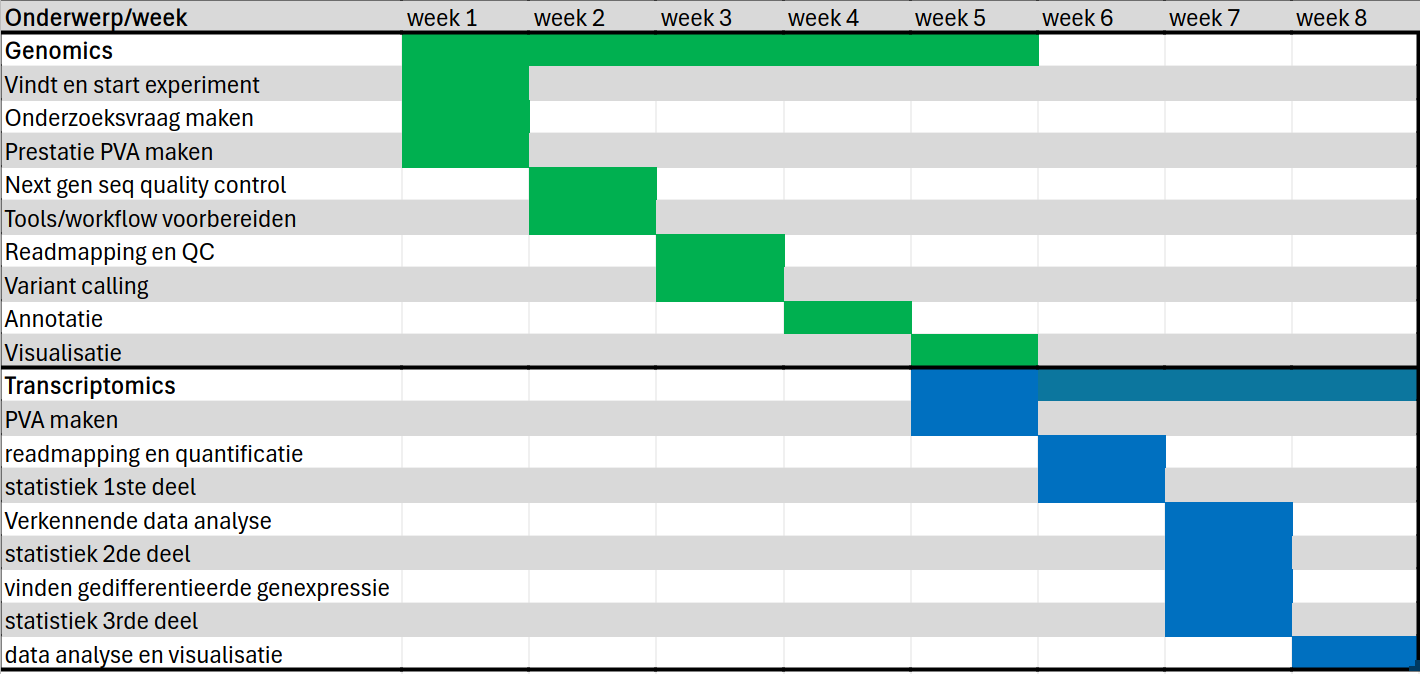 Onderwerp/week week 1 week 2 week 3 week 4 week 5 week 6 week 7 week 8
Genomics
Vindt en start experiment
Onderzoeksvraag maken
Prestatie PVA maken
Next gen seq quality control
Tools/workflow voorbereiden
Readmapping en QC
Variant calling
Annotatie
Visualisatie
Transcriptomics
PVA maken
readmapping en quantificatie
statistiek 1ste deel
Verkennende data analyse
statistiek 2de deel
vinden gedifferentieerde genexpressie
statistiek 3rde deel
data analyse en visualisatie